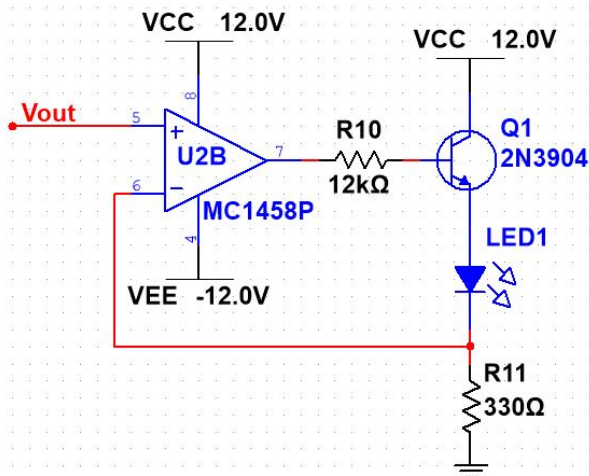 VCC 12.0V
VCC 12.0V
Vout
5
8
+
U2B
7
R10
12kΩ
Q1
2N3904
6
−
MC1458P
4
LED1
VEE -12.0V
R11
330Ω